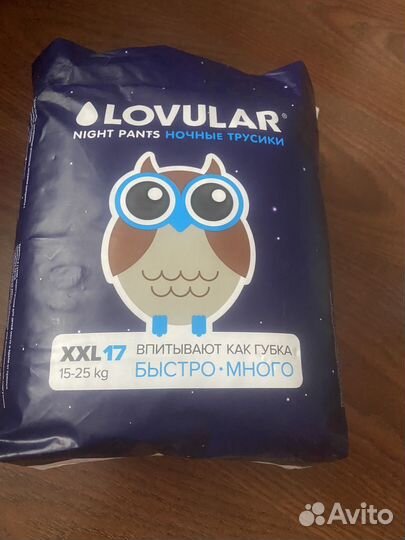 LOVULAR®
NIGHT PANTS НОЧНЫЕ ТРУСИКИ
XXL17 ВПИТЫВАЮТ КАК ГУБКА
15-25 kg БЫСТРО·МНОГО
Avito